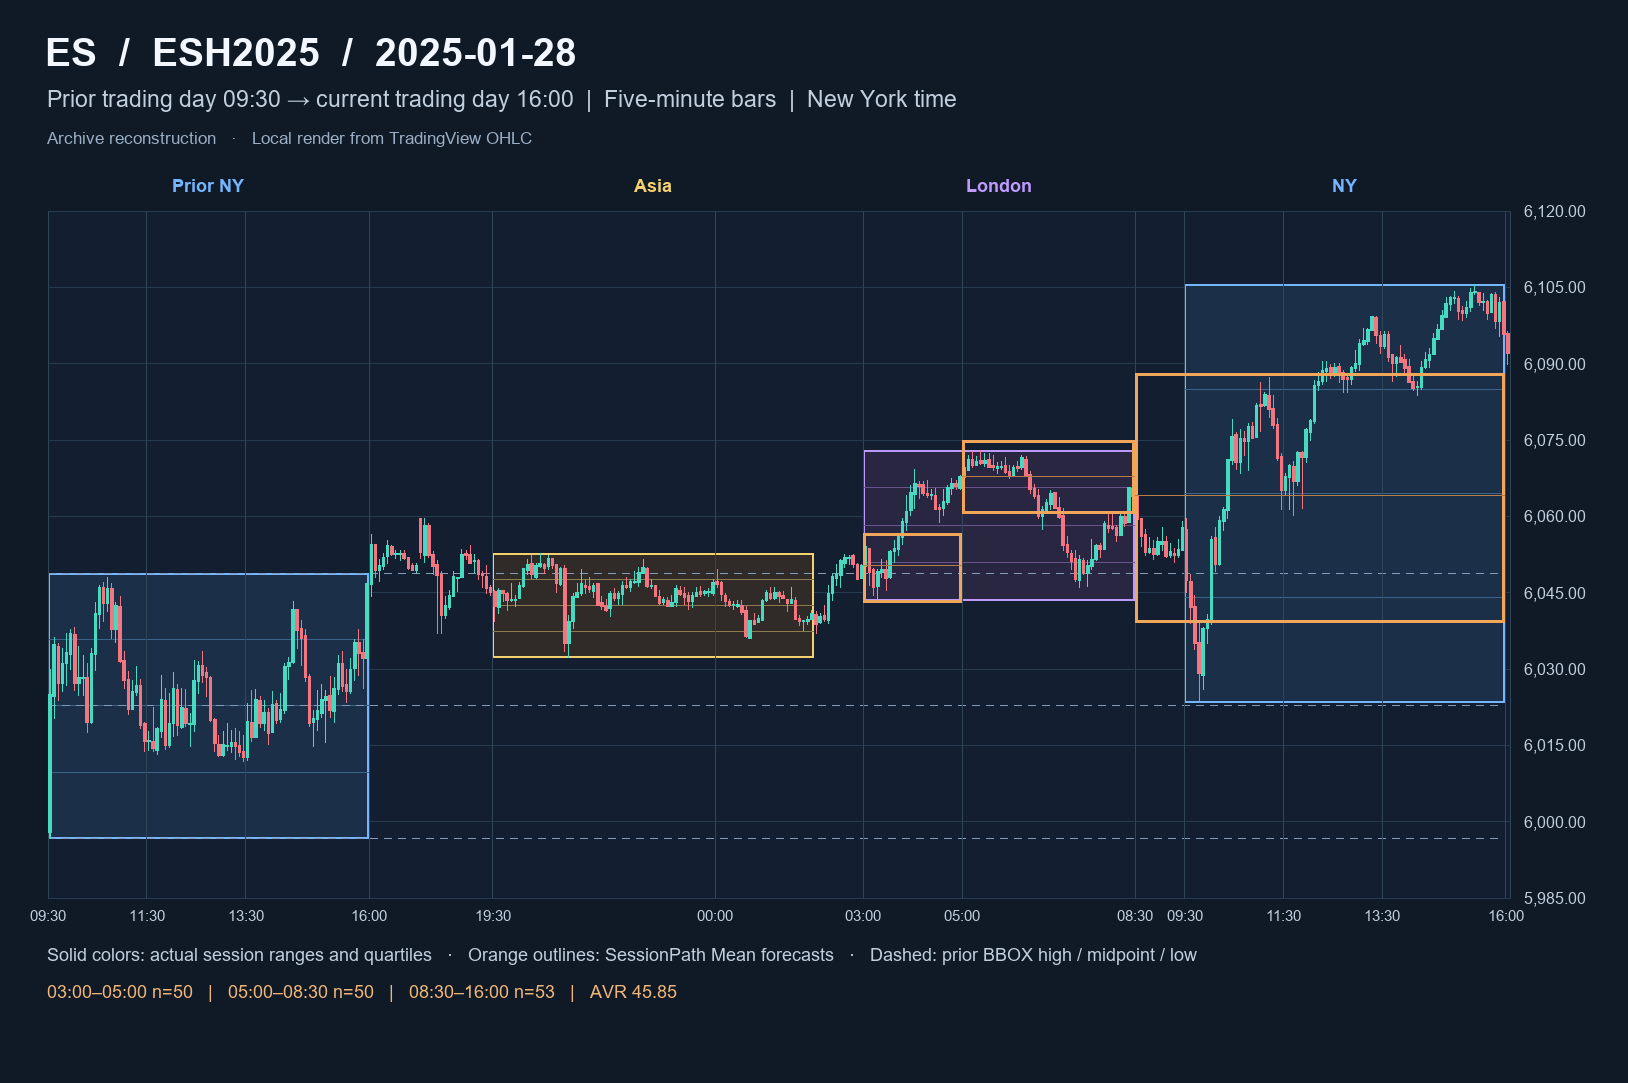 ES / ESH2025 / 2025-01-28
Prior trading day 09:30 → current trading day 16:00 | Five-minute bars | New York time
Archive reconstruction · Local render from TradingView OHLC
Prior NY Asia London NY
6,120.00
6,105.00
6,090.00
6,075.00
6,060.00
6,045.00
6,030.00
6,015.00
6,000.00
5,985.00
09:30 11:30 13:30 16:00 19:30 00:00 03:00 05:00 08:30 09:30 11:30 13:30 16:00
Solid colors: actual session ranges and quartiles · Orange outlines: SessionPath Mean forecasts · Dashed: prior BBOX high / midpoint / low
03:00–05:00 n=50 | 05:00–08:30 n=50 | 08:30–16:00 n=53 | AVR 45.85